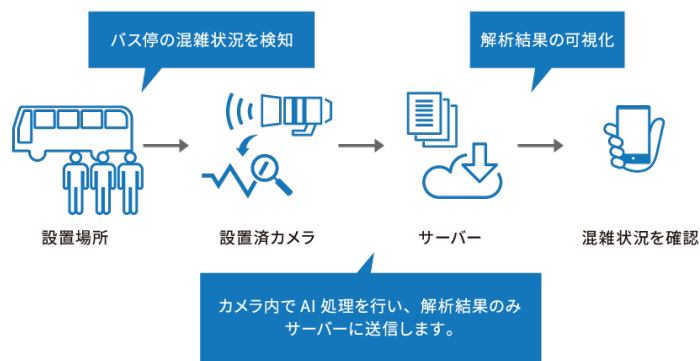 バス停の混雑状況を検知
解析結果の可視化
設置場所
設置済カメラ
サーバー
混雑状況を確認
カメラ内で AI 処理を行い、解析結果のみ
サーバーに送信します。